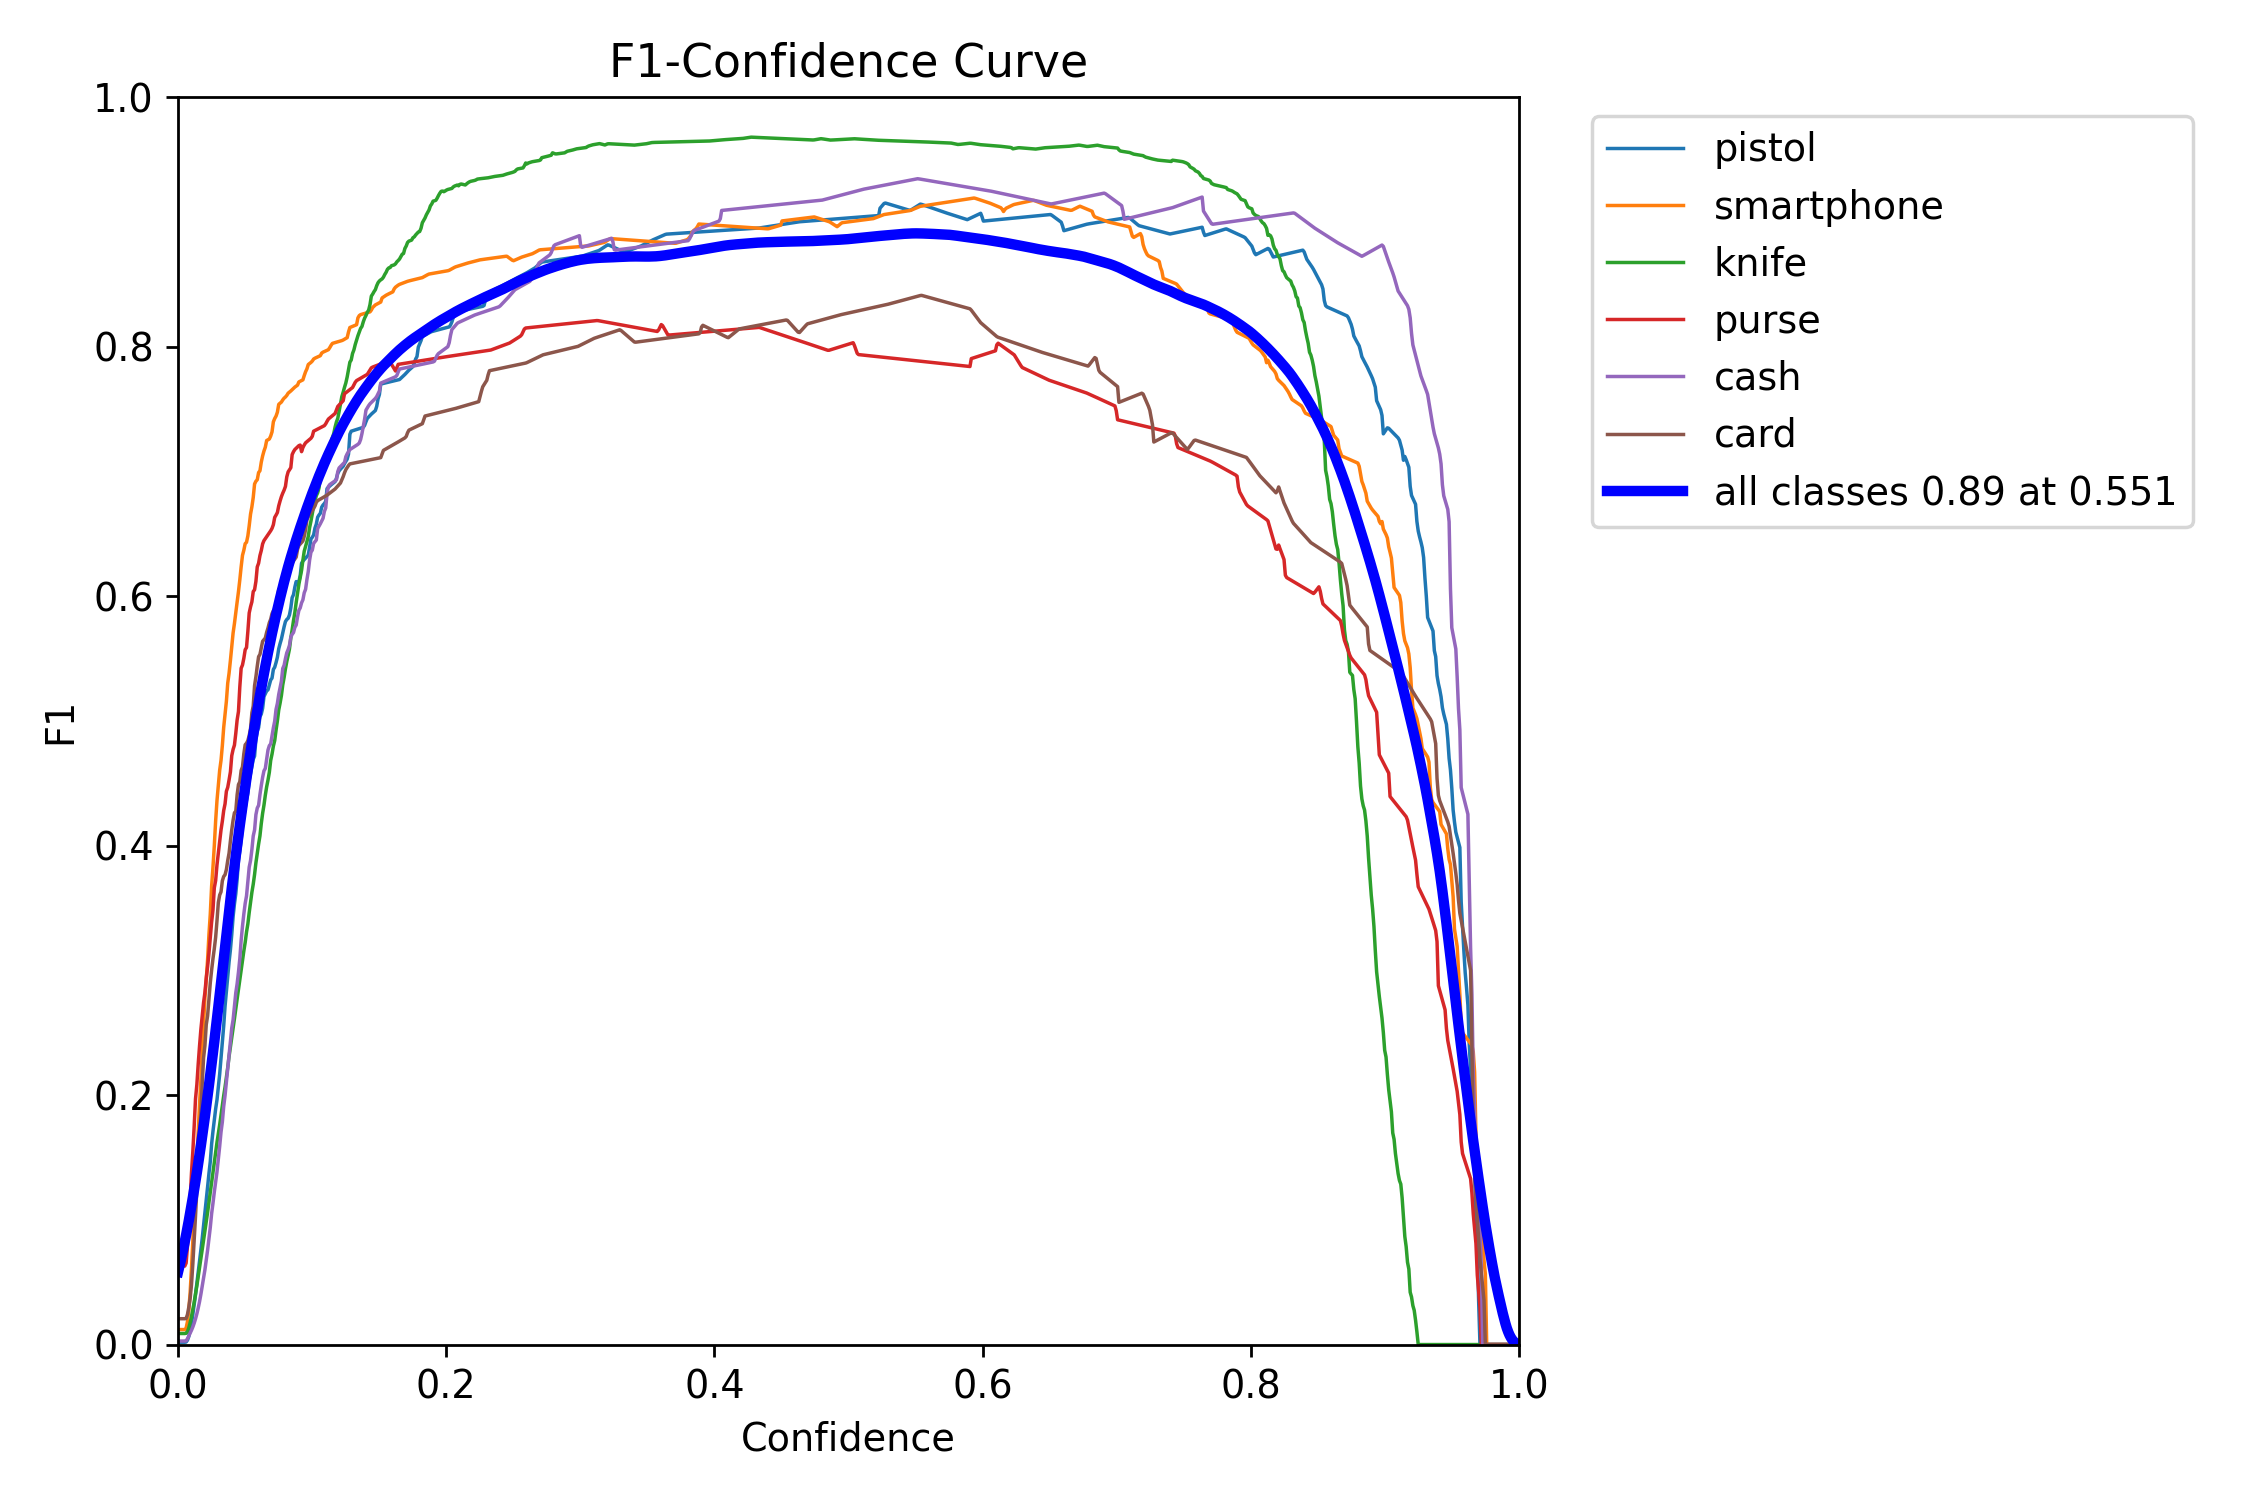 F1-Confidence Curve
1.0
0.8
0.6
0.4
0.2
0.0
F1
0.0 0.2 0.4 0.6 0.8 1.0
Confidence
pistol
smartphone
knife
purse
cash
card
all classes 0.89 at 0.551